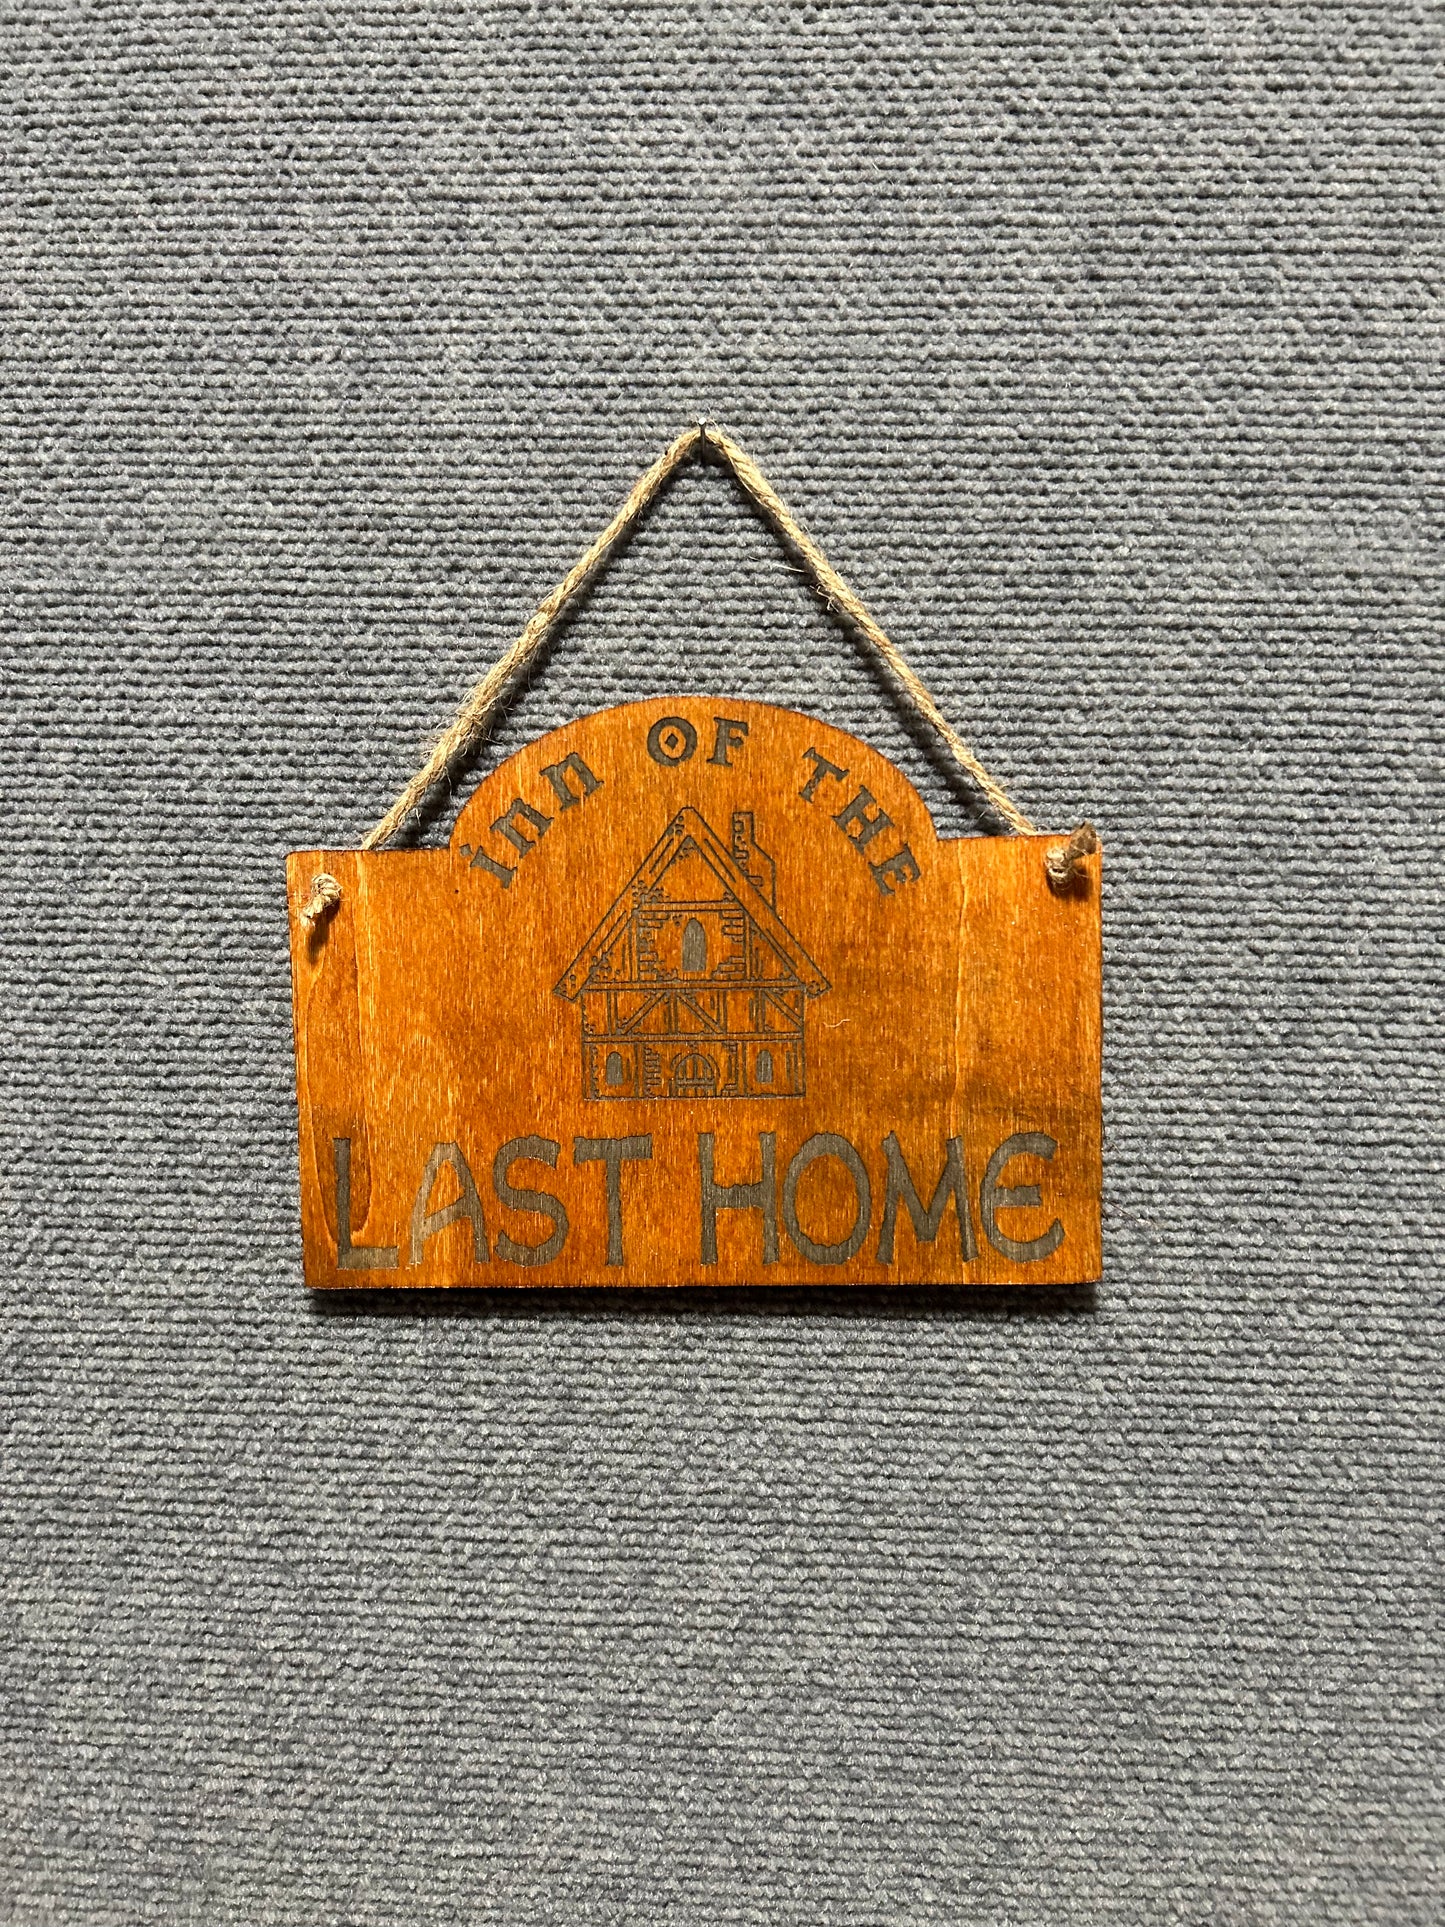 inn OF THE
LAST HOME